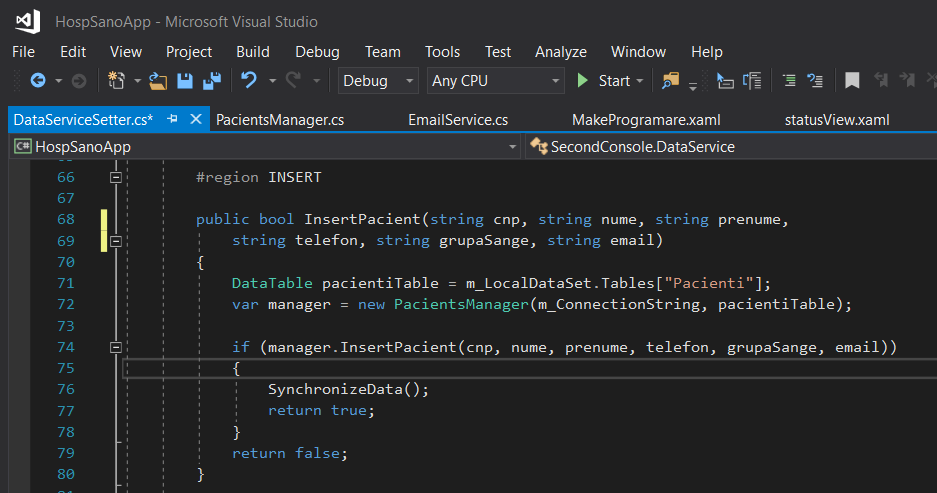 HospSanoApp - Microsoft Visual Studio
File Edit View Project Build Debug Team Tools Test Analyze Window Help
Debug Any CPU Start
DataServiceSetter.cs* PacientsManager.cs EmailService.cs MakeProgramare.xaml statusView.xaml
C# HospSanoApp SecondConsole.DataService
66 #region INSERT
67
68 public bool InsertPacient(string cnp, string nume, string prenume,
69 string telefon, string grupaSange, string email)
70 {
71 DataTable pacientiTable = m_LocalDataSet.Tables["Pacienti"];
72 var manager = new PacientsManager(m_ConnectionString, pacientiTable);
73
74 if (manager.InsertPacient(cnp, nume, prenume, telefon, grupaSange, email))
75 {
76 SynchronizeData();
77 return true;
78 }
79 return false;
80 }